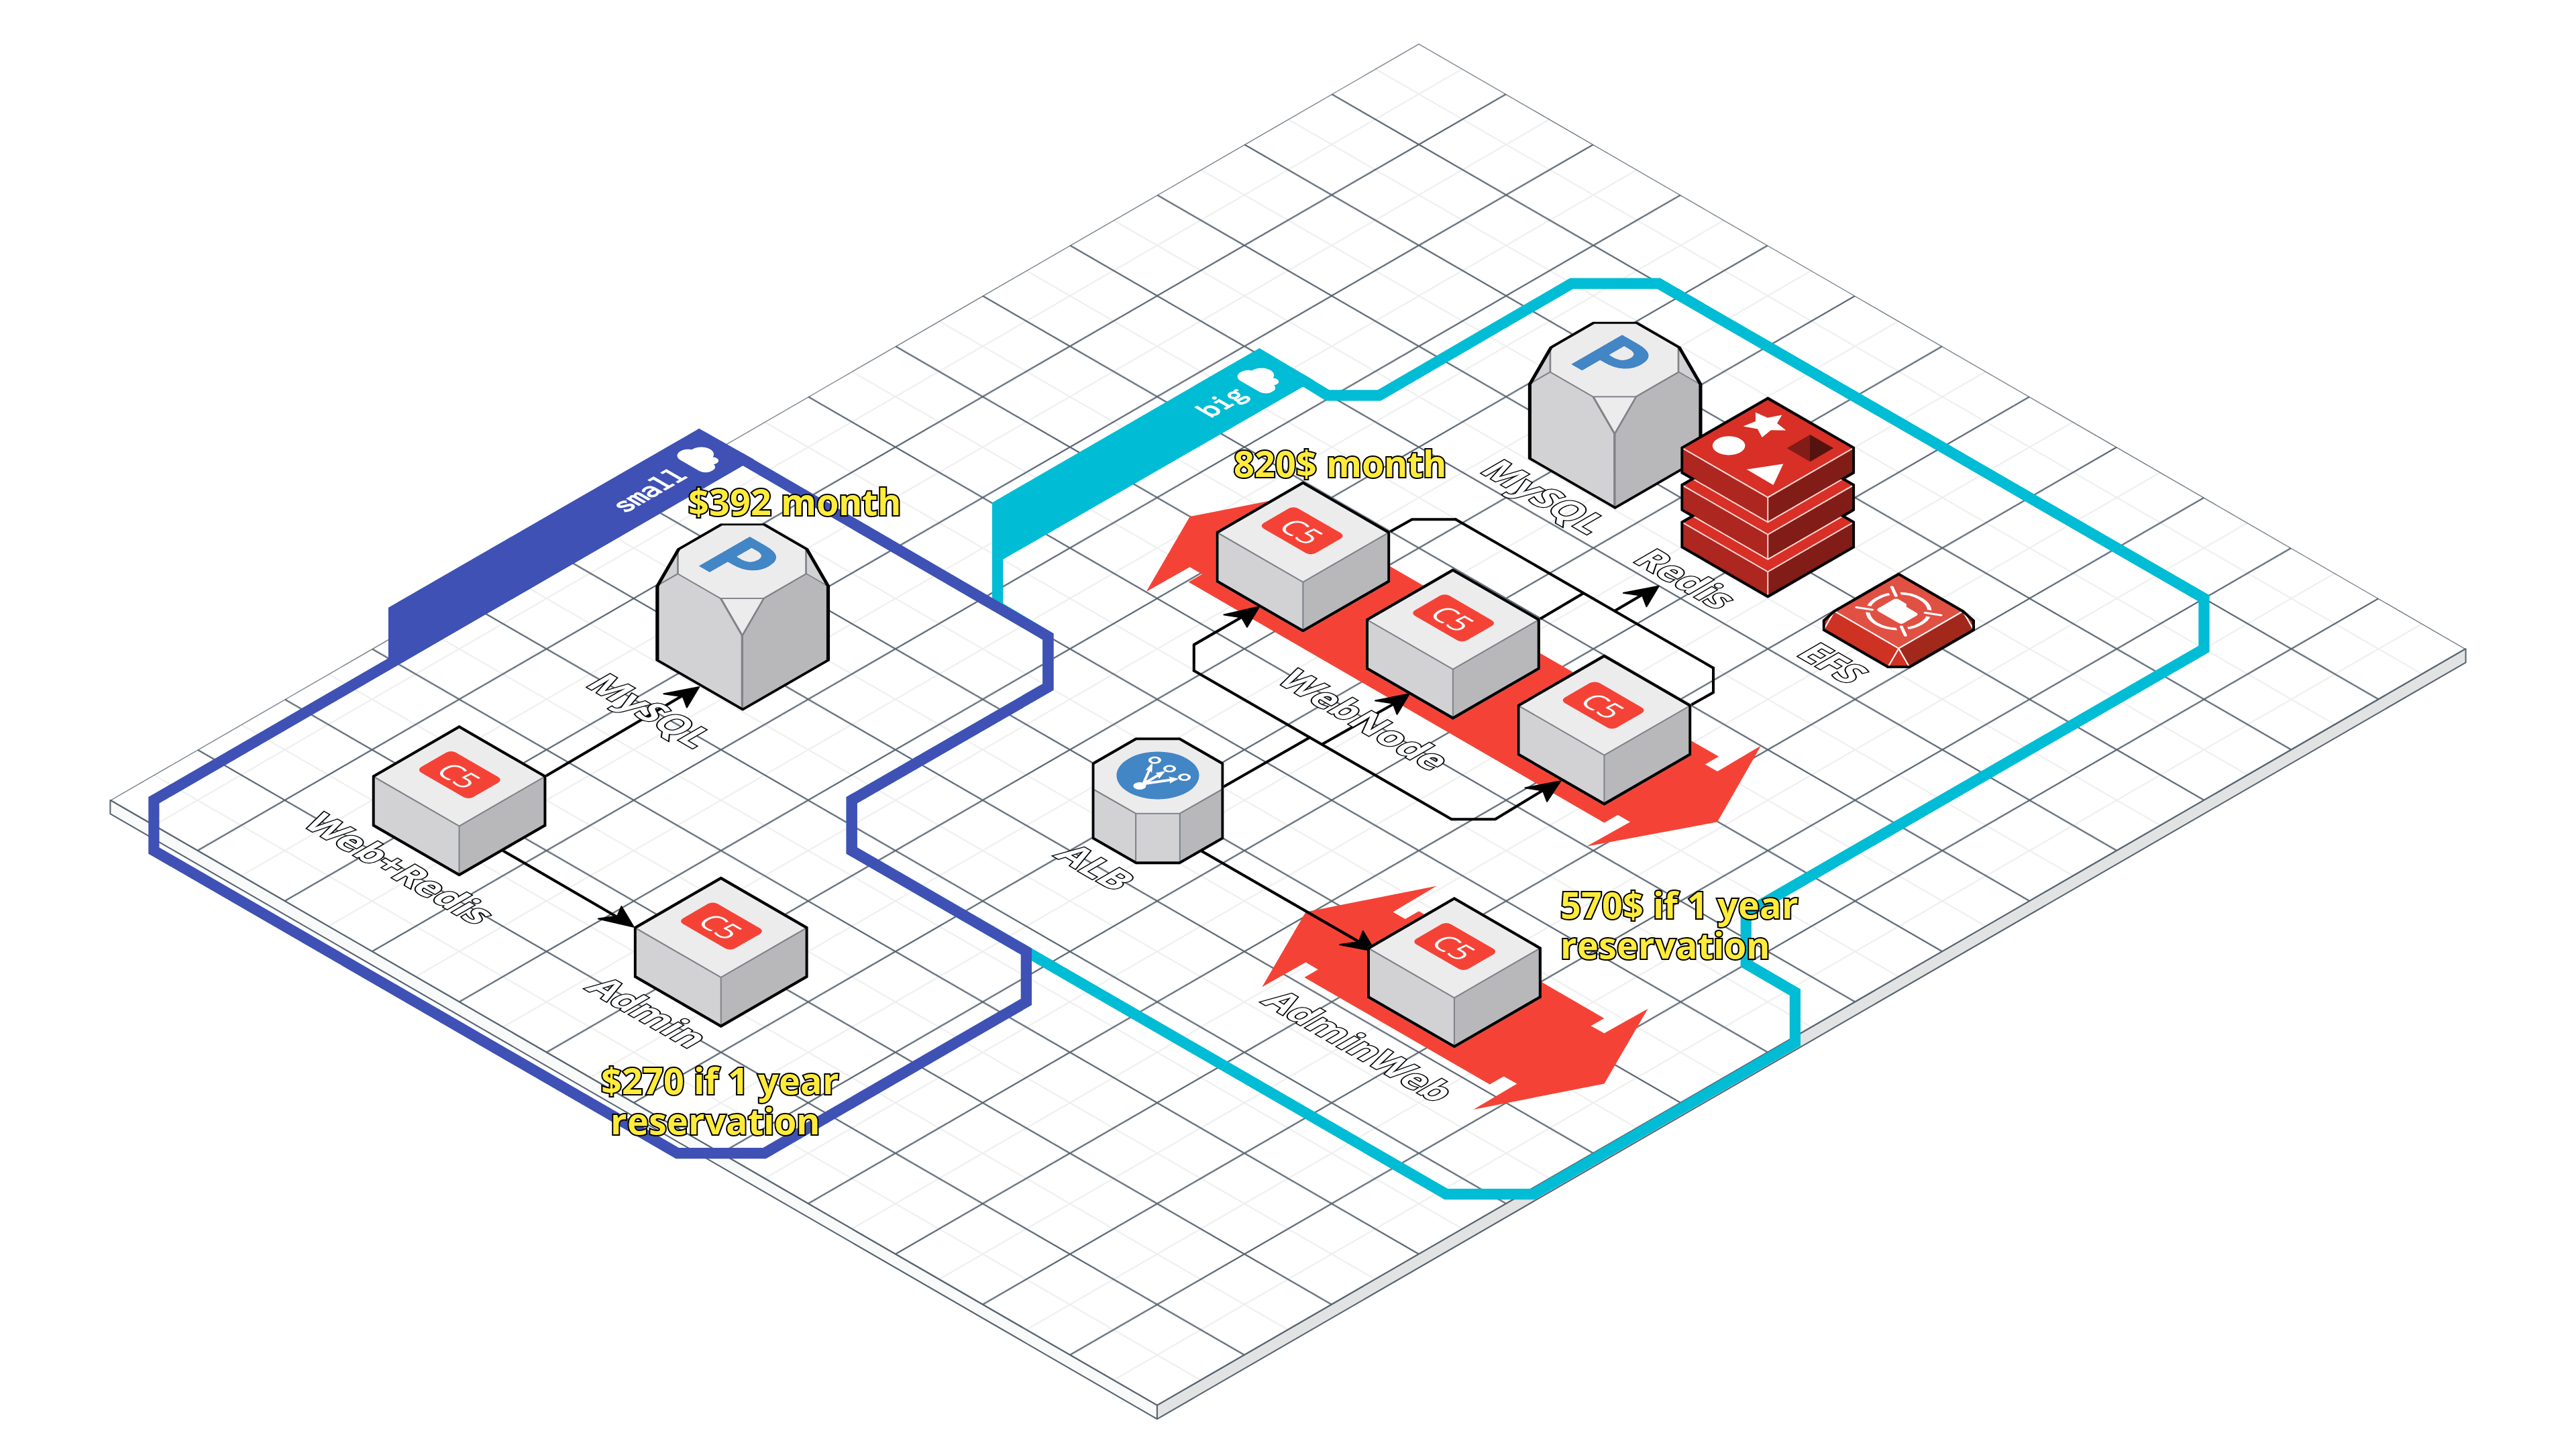 small
$392 month
P
MySQL
C5
Web+Redis
C5
Admin
$270 if 1 year
reservation
big
820$ month
P
MySQL
Redis
EFS
C5
C5
C5
WebNode
ALB
C5
AdminWeb
570$ if 1 year
reservation